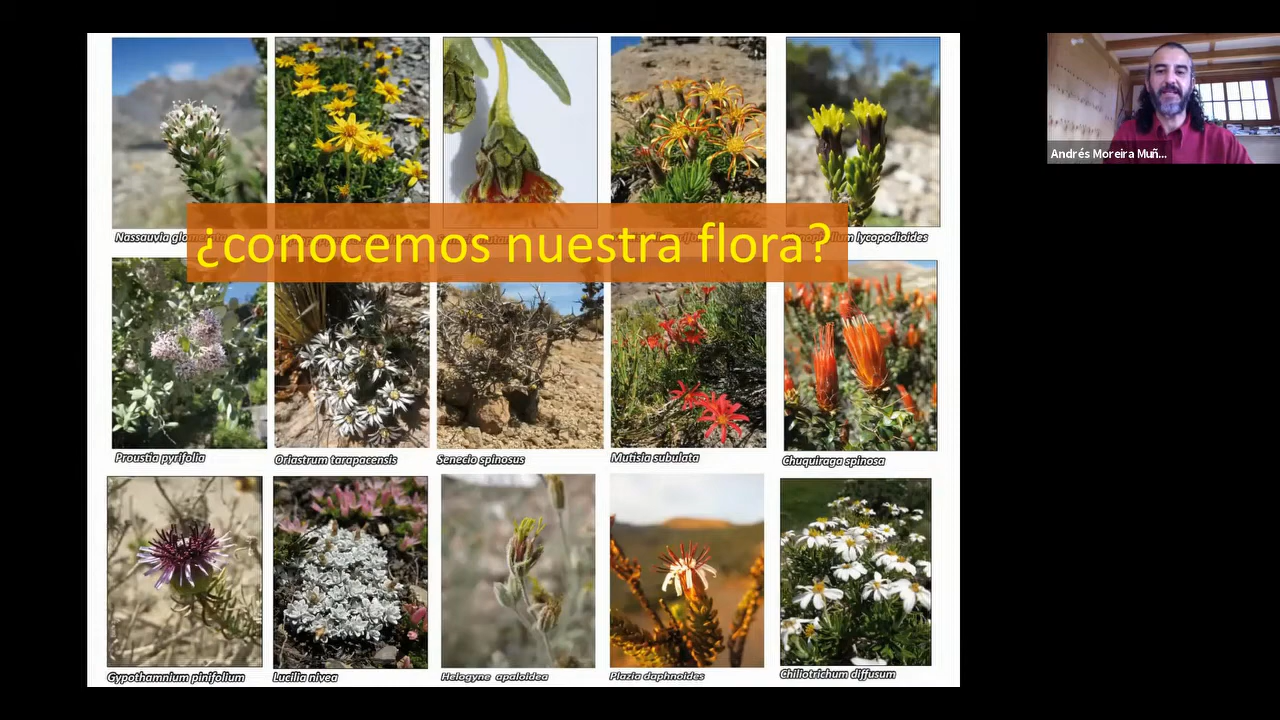 Andrés Moreira Muñ...
¿conocemos nuestra flora?
Nassauvia
lycopodioides
Proustia pyrifolia
Oriastrum tarapacensis
Senecio spinosus
Mutisia subulata
Chuquiraga spinosa
Gypothamnium pinifolium
Lucilia nivea
Helogyne apaloidea
Plazia daphnoides
Chiliotrichum diffusum